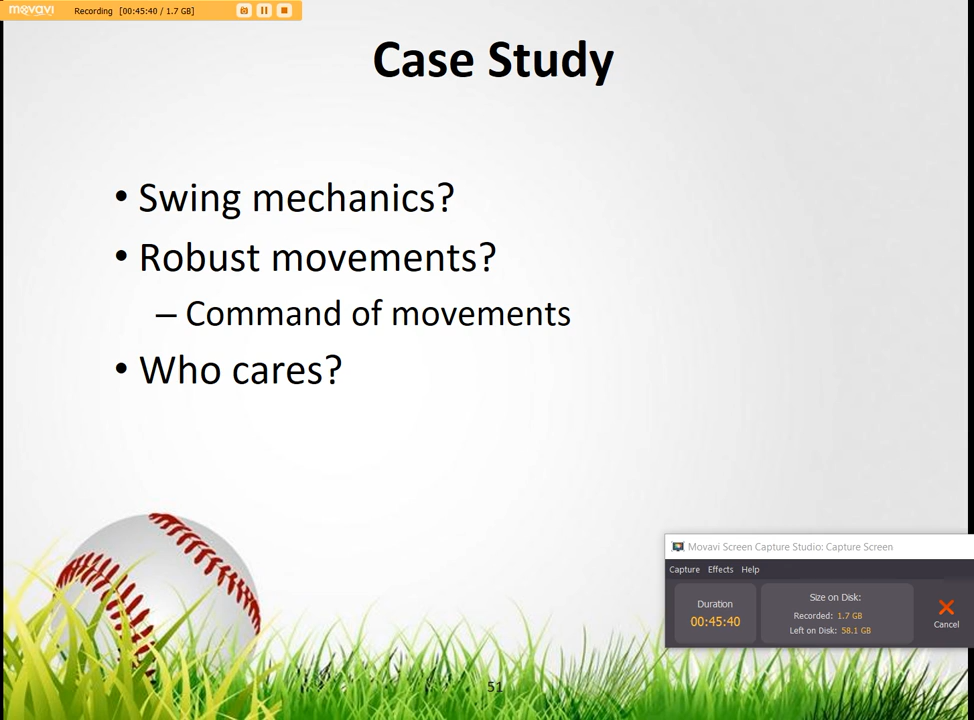 movavi Recording [00:45:40 / 1.7 GB]
Case Study
• Swing mechanics?
• Robust movements?
– Command of movements
• Who cares?
Movavi Screen Capture Studio: Capture Screen
Capture Effects Help
Duration
00:45:40
Size on Disk:
Recorded: 1.7 GB
Left on Disk: 58.1 GB
Cancel
51